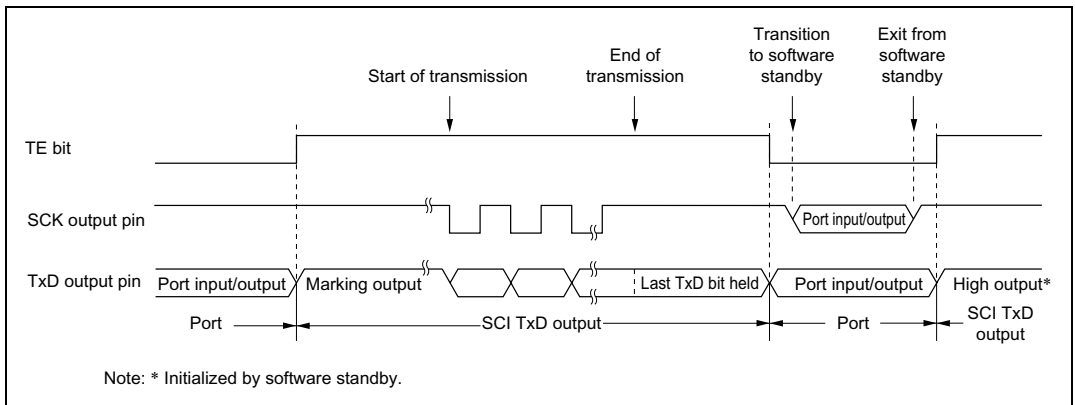 Start of transmission
End of
transmission
Transition
to software
standby
Exit from
software
standby
TE bit
SCK output pin
Port input/output
TxD output pin
Port input/output
Marking output
Last TxD bit held
Port input/output
High output*
Port
SCI TxD output
Port
SCI TxD
output
Note: * Initialized by software standby.